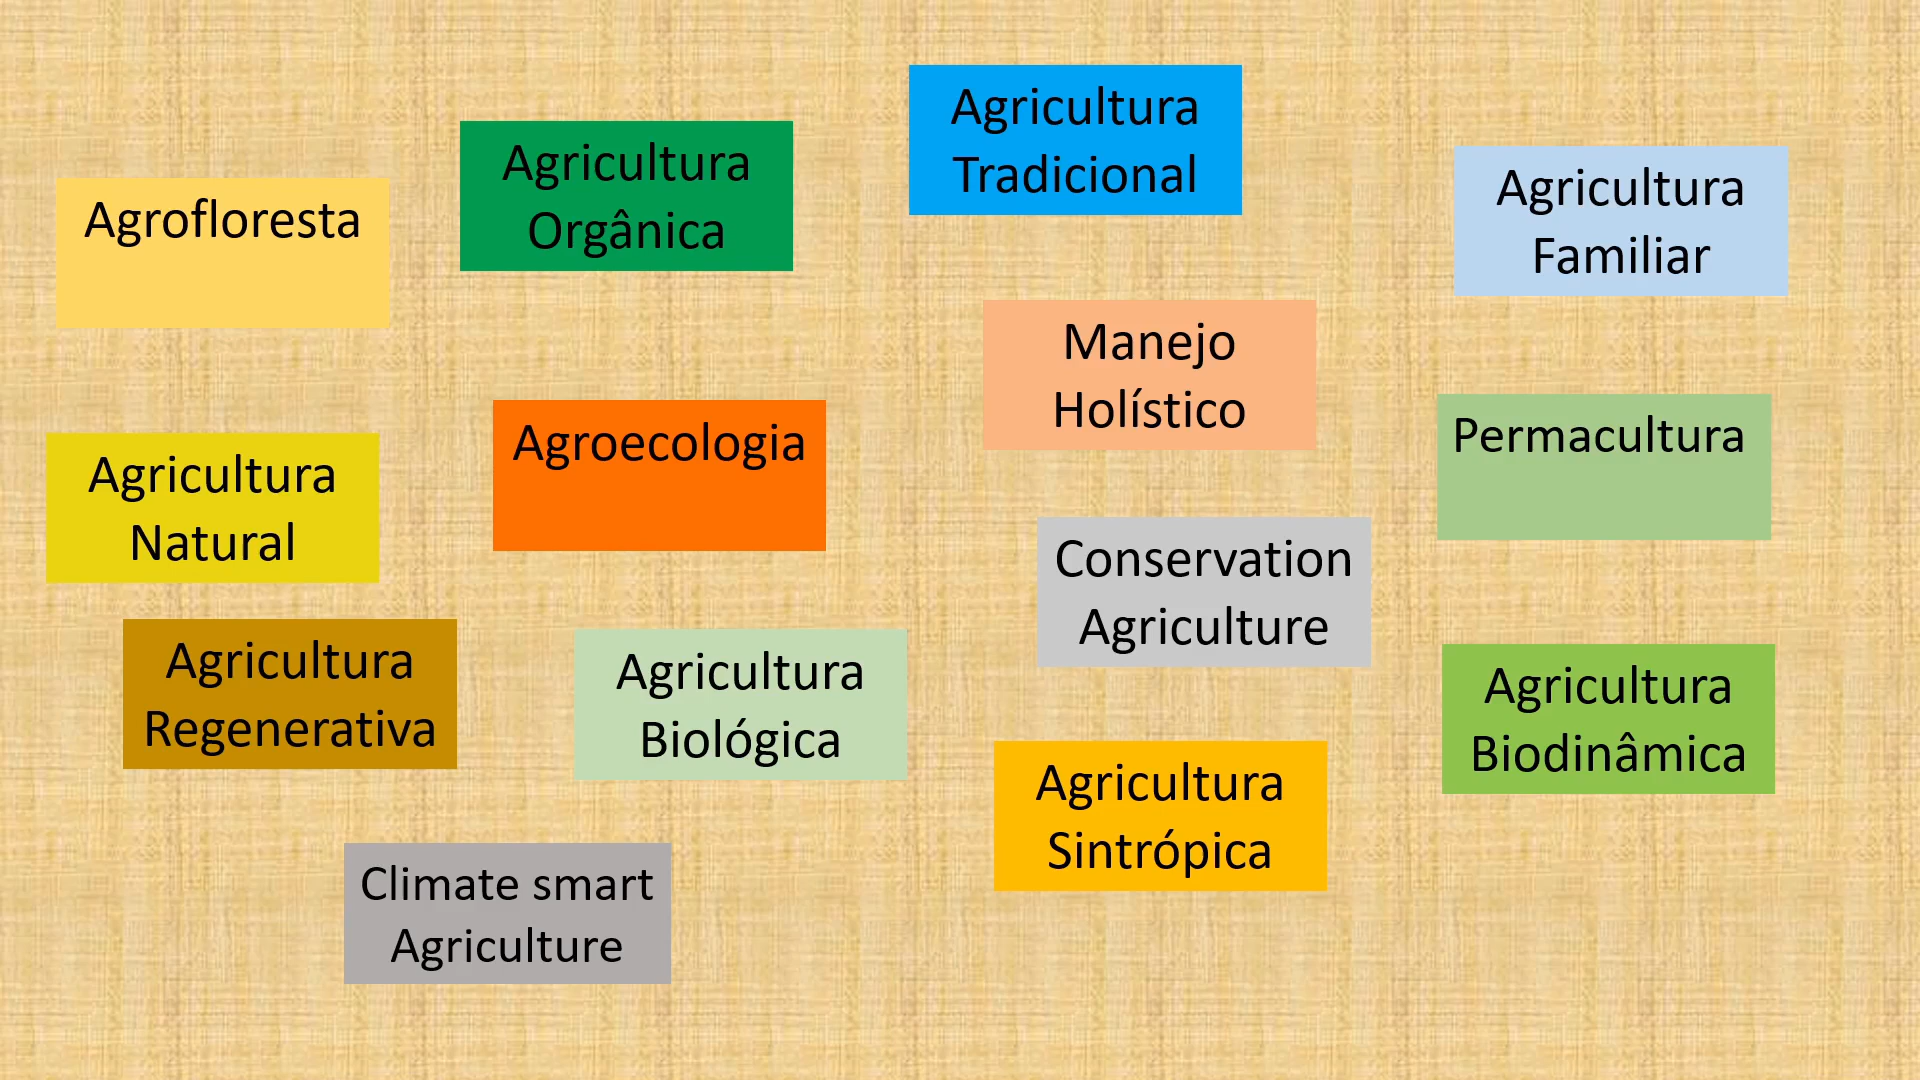 Agrofloresta
Agricultura
Orgânica
Agricultura
Tradicional
Agricultura
Familiar
Manejo
Holístico
Agricultura
Natural
Agroecologia
Permacultura
Conservation
Agriculture
Agricultura
Regenerativa
Agricultura
Biológica
Agricultura
Biodinâmica
Agricultura
Sintrópica
Climate smart
Agriculture